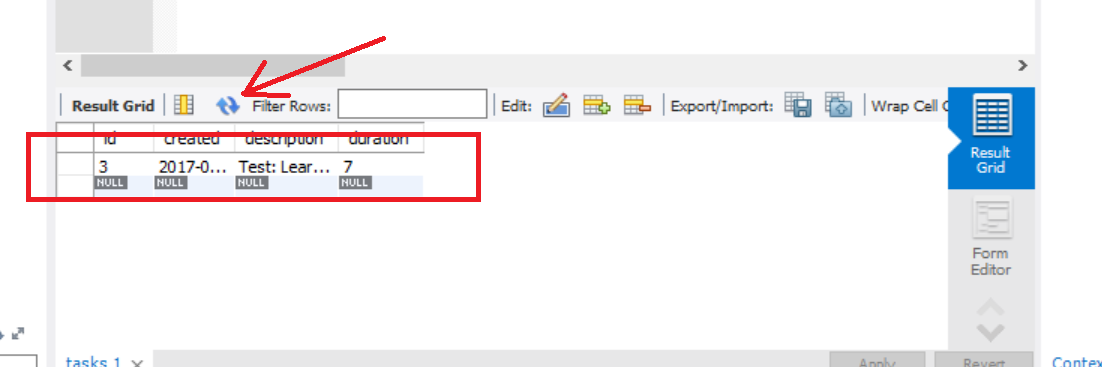 Result Grid
Filter Rows:
Edit:
Export/Import:
Wrap Cell C
id created description duration
3 2017-0... Test: Lear... 7
NULL NULL NULL NULL
Result
Grid
Form
Editor
tasks 1
Apply
Revert
Contex